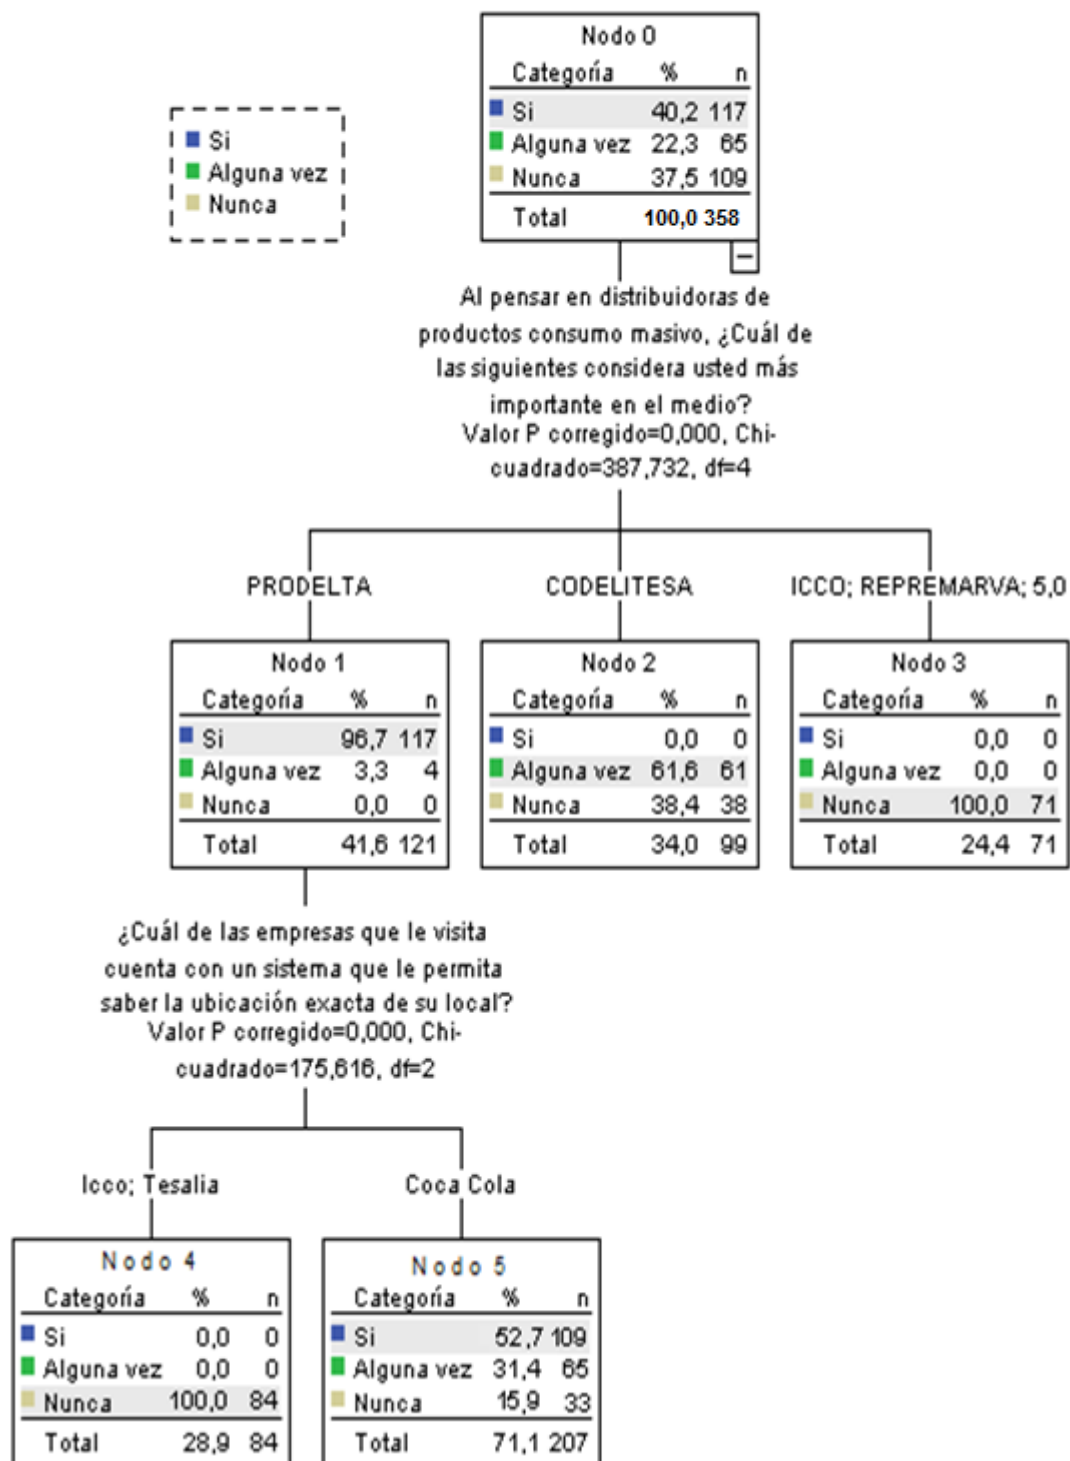 Nodo 0
Categoría % n
Si 40,2 117
Alguna vez 22,3 65
Nunca 37,5 109
Total 100,0 358
Si
Alguna vez
Nunca
Al pensar en distribuidoras de
productos consumo masivo, ¿Cuál de
las siguientes considera usted más
importante en el medio?
Valor P corregido=0,000, Chi-
cuadrado=387,732, df=4
PRODELTA
CODELITESA
ICCO; REPREMARVA; 5,0
Nodo 1
Categoría % n
Si 96,7 117
Alguna vez 3,3 4
Nunca 0,0 0
Total 41,6 121
Nodo 2
Categoría % n
Si 0,0 0
Alguna vez 61,6 61
Nunca 38,4 38
Total 34,0 99
Nodo 3
Categoría % n
Si 0,0 0
Alguna vez 0,0 0
Nunca 100,0 71
Total 24,4 71
¿Cuál de las empresas que le visita
cuenta con un sistema que le permita
saber la ubicación exacta de su local?
Valor P corregido=0,000, Chi-
cuadrado=175,616, df=2
Icco; Tesalia
Coca Cola
Nodo 4
Categoría % n
Si 0,0 0
Alguna vez 0,0 0
Nunca 100,0 84
Total 28,9 84
Nodo 5
Categoría % n
Si 52,7 109
Alguna vez 31,4 65
Nunca 15,9 33
Total 71,1 207